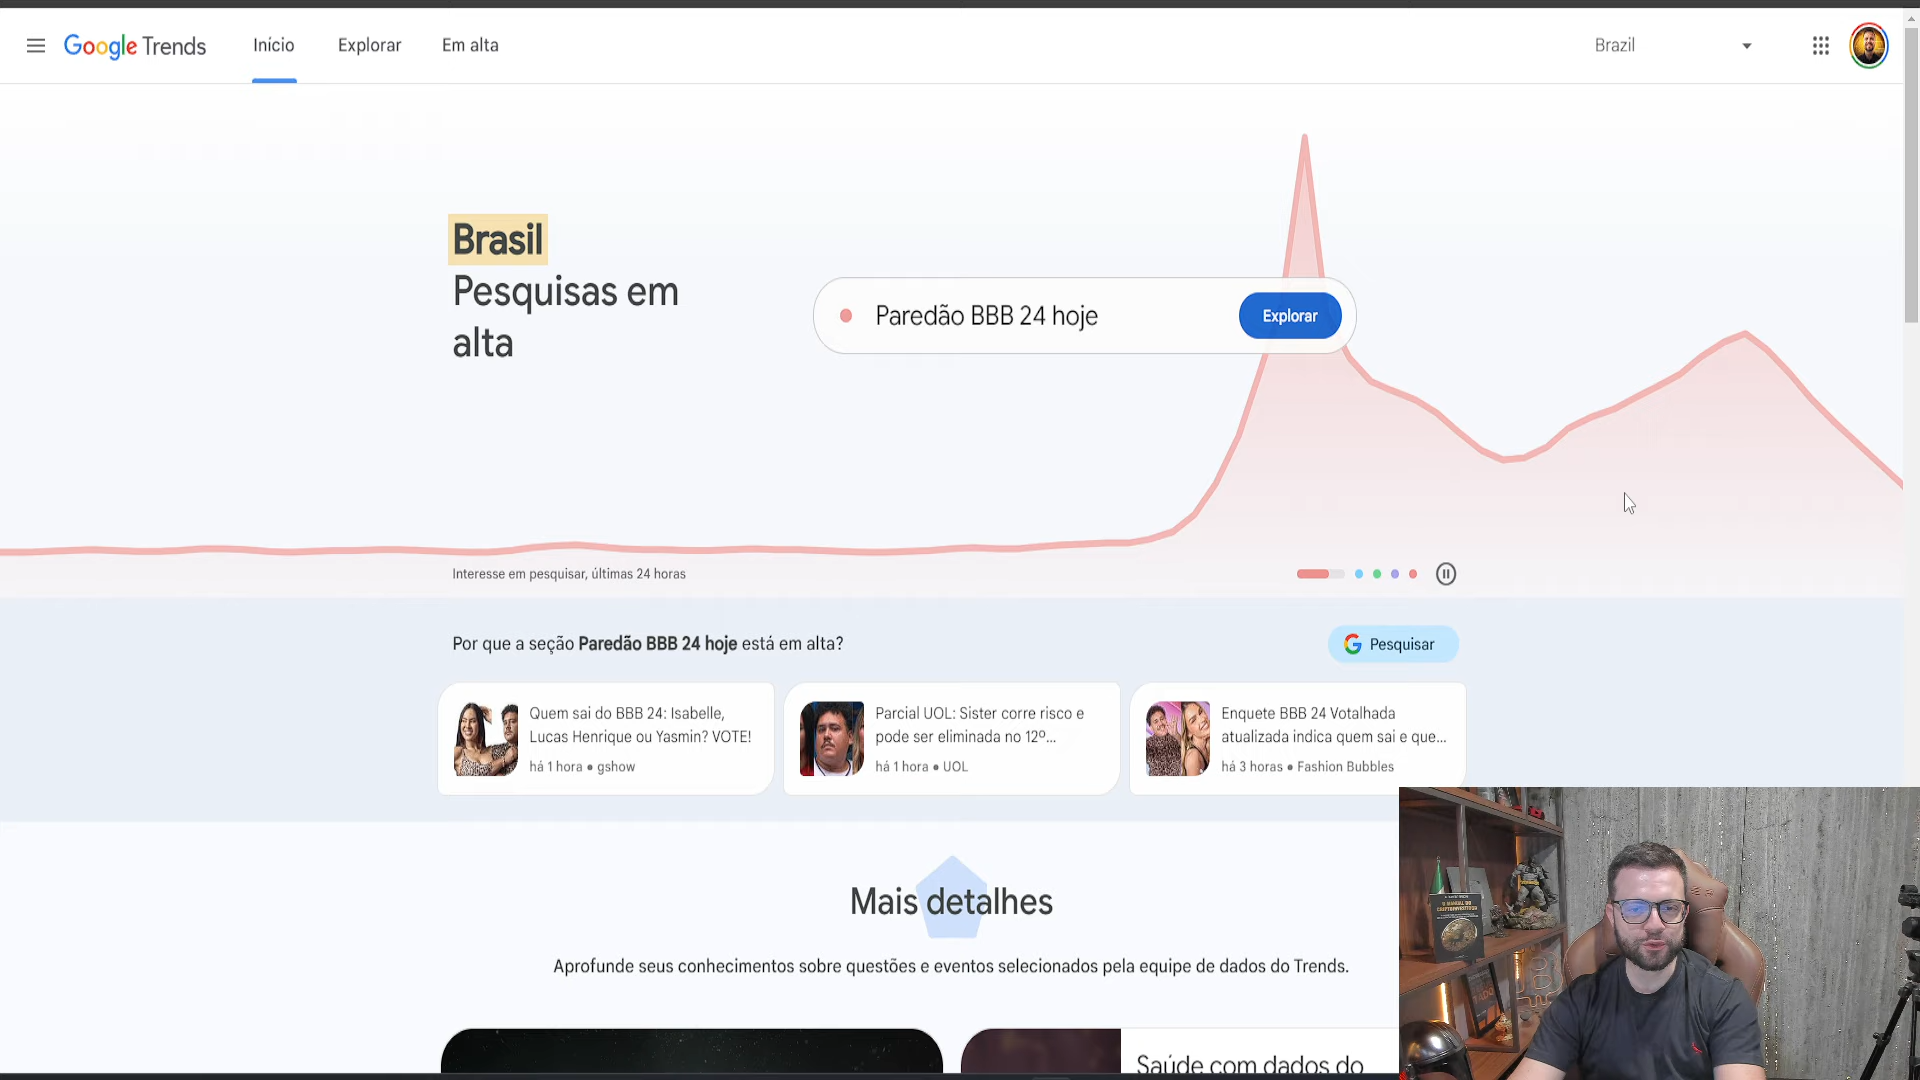 Google Trends
Início
Explorar
Em alta
Brazil
Brasil
Pesquisas em
alta
Paredão BBB 24 hoje
Explorar
Interesse em pesquisar, últimas 24 horas
Por que a seção Paredão BBB 24 hoje está em alta?
Pesquisar
Quem sai do BBB 24: Isabelle,
Lucas Henrique ou Yasmin? VOTE!
há 1 hora • gshow
Parcial UOL: Sister corre risco e
pode ser eliminada no 12º...
há 1 hora • UOL
Enquete BBB 24 Votalhada
atualizada indica quem sai e que...
há 3 horas • Fashion Bubbles
Mais detalhes
Aprofunde seus conhecimentos sobre questões e eventos selecionados pela equipe de dados do Trends.
Saúde com dados do